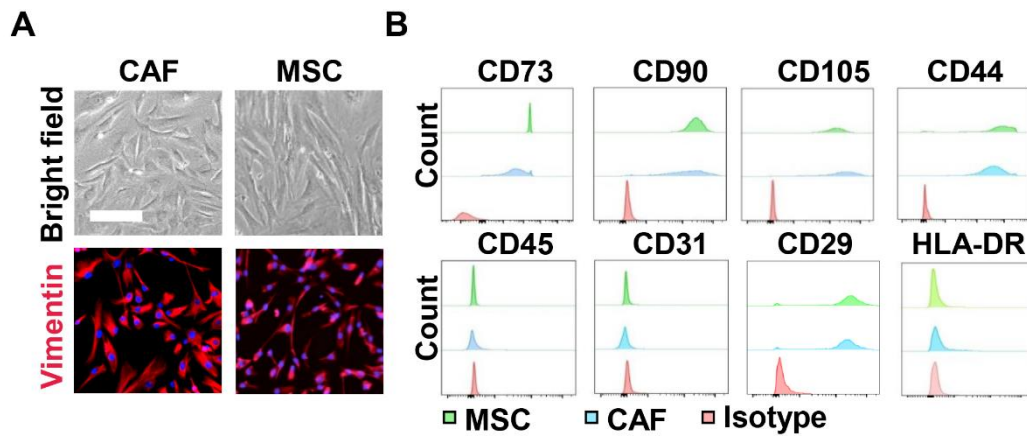 A
B
CAF
MSC
Bright field
Vimentin
CD73
CD90
CD105
CD44
Count
CD45
CD31
CD29
HLA-DR
Count
MSC
CAF
Isotype